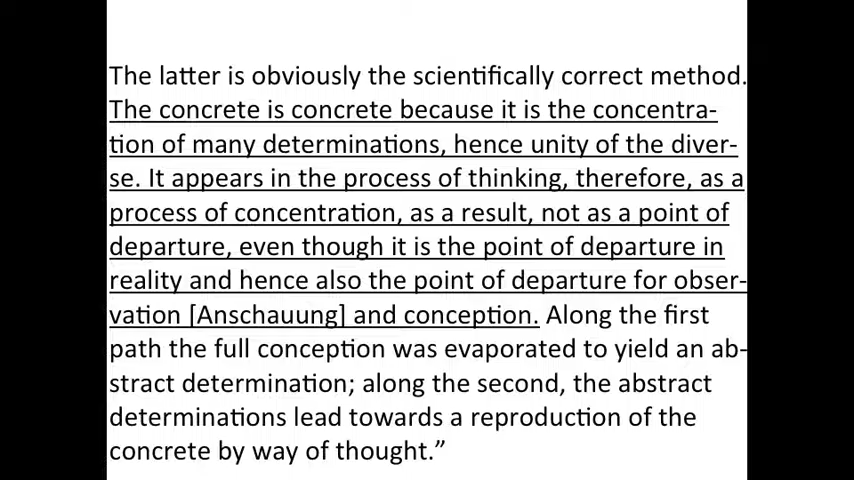 The latter is obviously the scientifically correct method.
The concrete is concrete because it is the concentra-
tion of many determinations, hence unity of the diver-
se. It appears in the process of thinking, therefore, as a
process of concentration, as a result, not as a point of
departure, even though it is the point of departure in
reality and hence also the point of departure for obser-
vation [Anschauung] and conception. Along the first
path the full conception was evaporated to yield an ab-
stract determination; along the second, the abstract
determinations lead towards a reproduction of the
concrete by way of thought.”